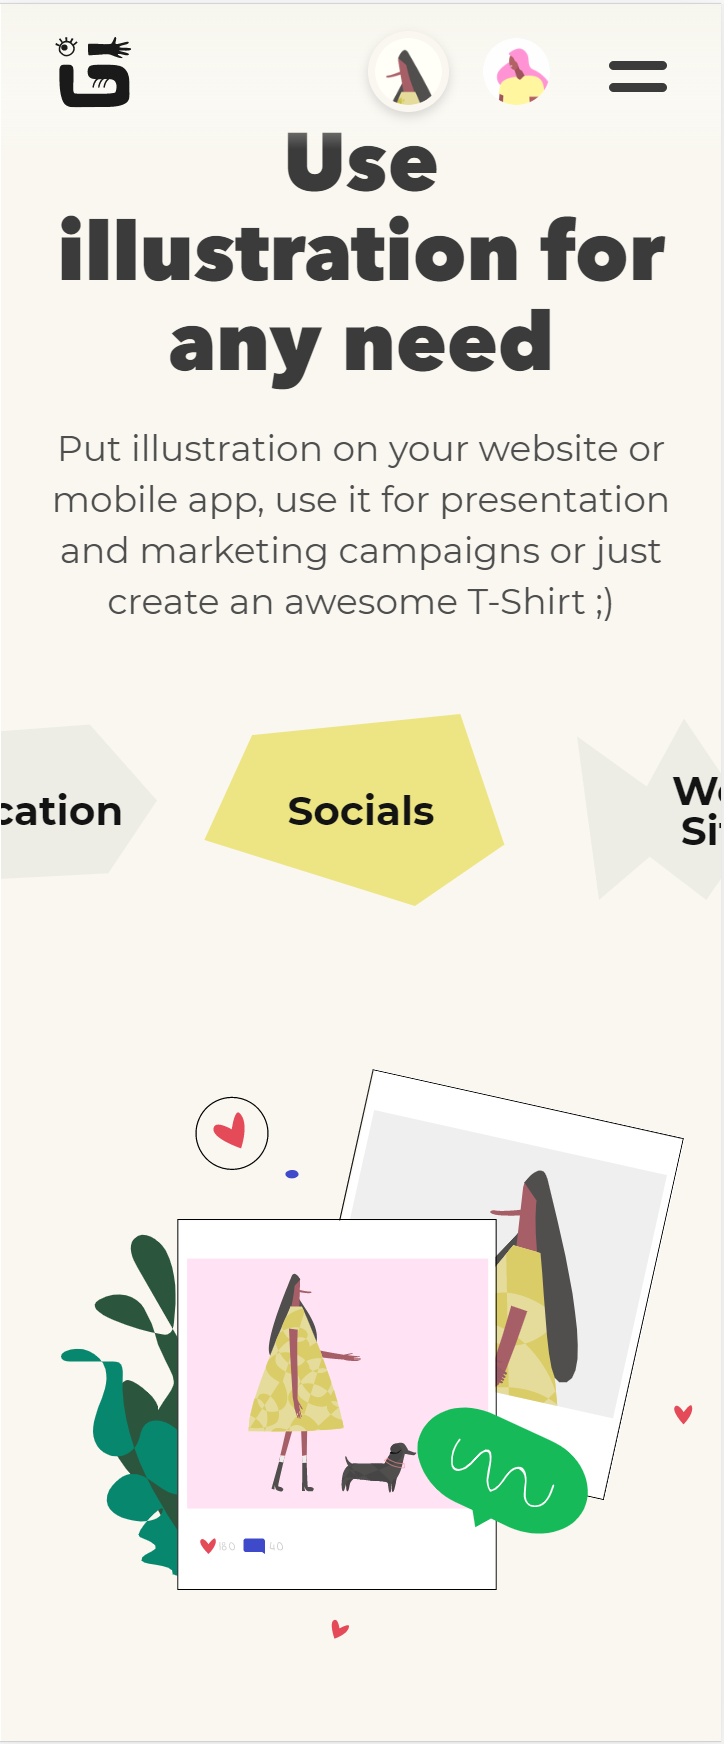 Use
illustration for
any need
Put illustration on your website or
mobile app, use it for presentation
and marketing campaigns or just
create an awesome T-Shirt ;)
cation
Socials
We
Sit
180
40